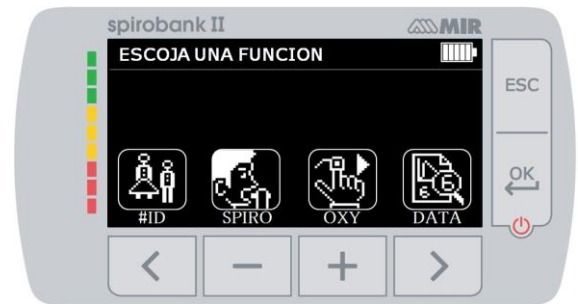 spirobank II
MIR
ESCOJA UNA FUNCION
ESC
OK
#ID
SPIRO
OXY
DATA